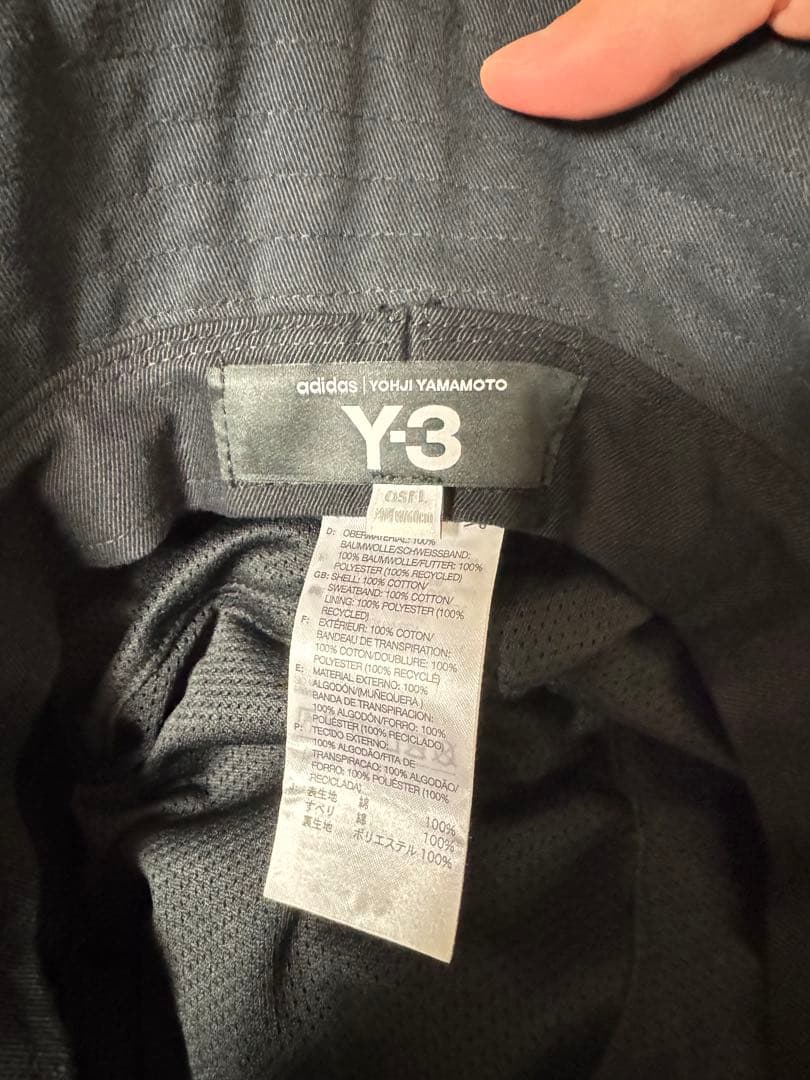 adidas | YOHJI YAMAMOTO
Y-3
OSFL
D: OBERMATERIAL: 100%
BAUMWOLLE/SCHWEISSBAND:
100% BAUMWOLLE/FUTTER: 100%
POLYESTER (100% RECYCLED)
GB: SHELL: 100% COTTON/
SWEATBAND: 100% COTTON/
LINING: 100% POLYESTER (100%
RECYCLED)
F: EXTÉRIEUR: 100% COTON/
BANDEAU DE TRANSPIRATION:
100% COTON/DOUBLURE: 100%
POLYESTER (100% RECYCLÉ)
E: MATERIAL EXTERNO: 100%
ALGODÓN/(MUÑEQUERA )
BANDA DE TRANSPIRACION:
100% ALGODÓN/FORRO: 100%
POLIÉSTER (100% RECICLADO)
P: TECIDO EXTERNO:
100% ALGODÃO/FITA DE
TRANSPIRAÇAO: 100% ALGODÃO/
FORRO: 100% POLIÉSTER (100%
RECICLADA)
表生地 綿 100%
すべり 綿 100%
裏生地 ポリエステル 100%